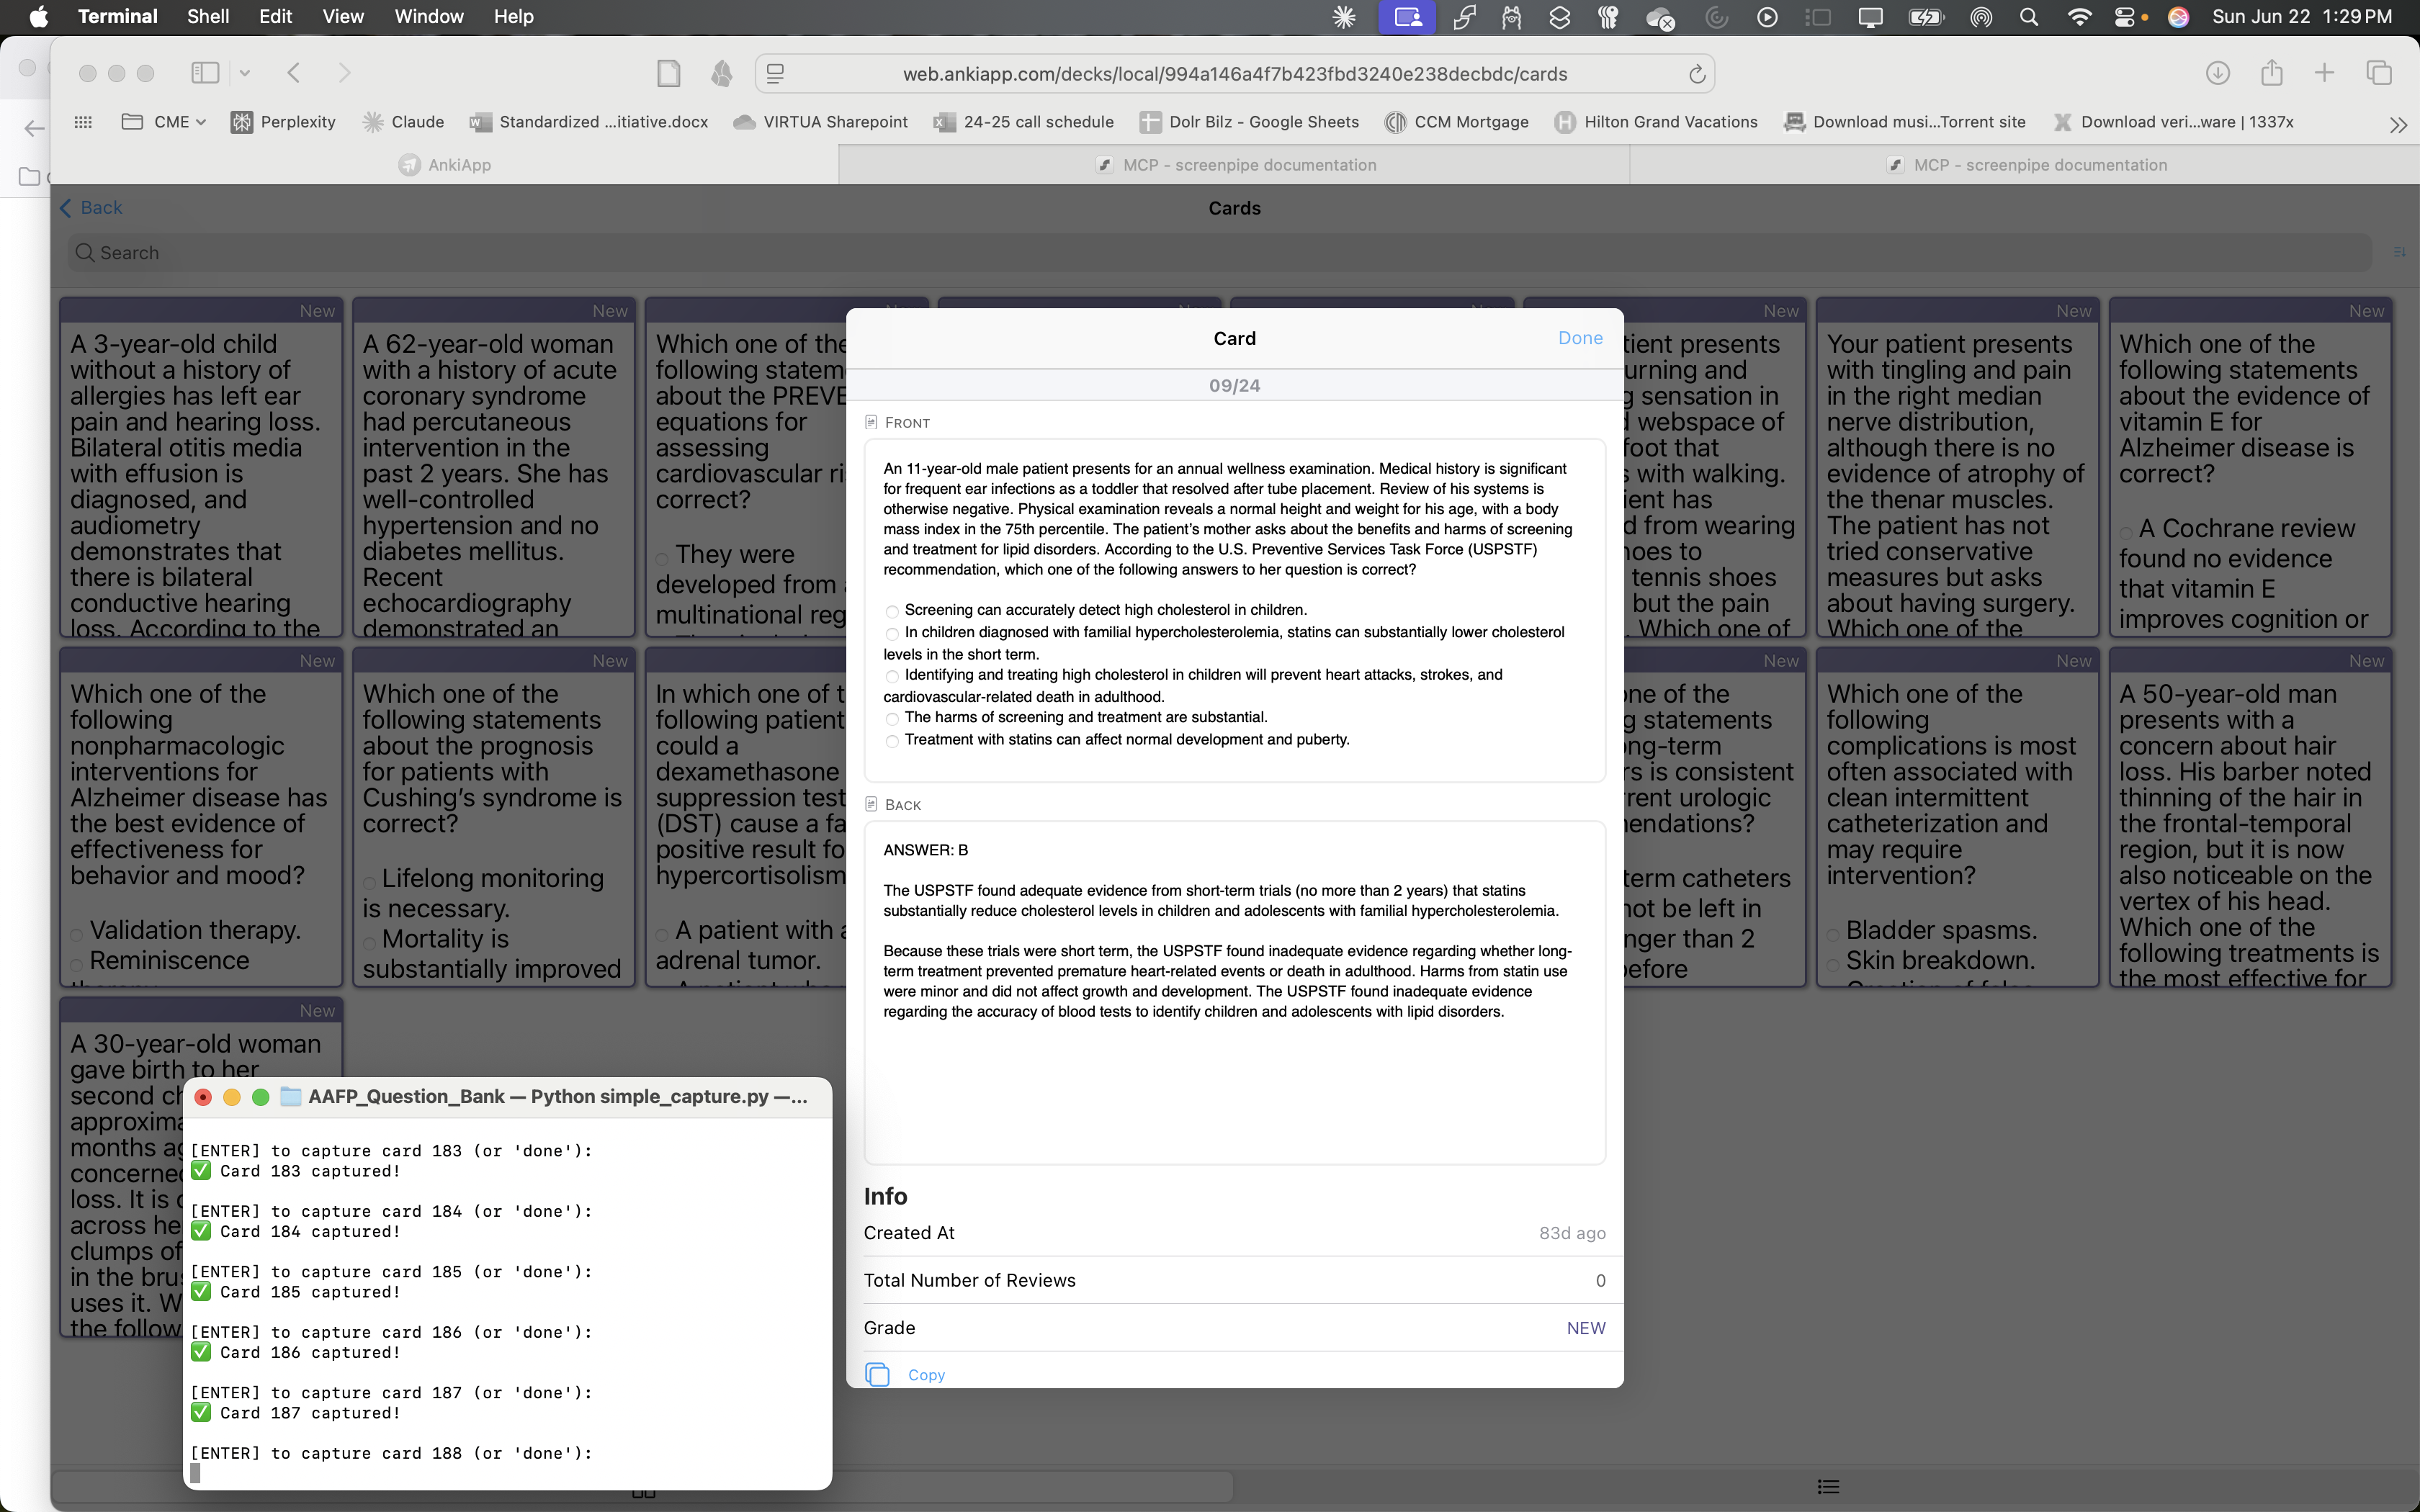 Terminal Shell Edit View Window Help
Sun Jun 22 1:29 PM
web.ankiapp.com/decks/local/994a146a4f7b423fbd3240e238decbdc/cards
CME Perplexity Claude Standardized ...itiative.docx VIRTUA Sharepoint 24-25 call schedule Dolr Bilz - Google Sheets CCM Mortgage Hilton Grand Vacations Download musi...Torrent site Download veri...ware | 1337x
AnkiApp
MCP - screenpipe documentation
MCP - screenpipe documentation
Back
Cards
Search
New
A 3-year-old child
without a history of
allergies has left ear
pain and hearing loss.
Bilateral otitis media
with effusion is
diagnosed, and
audiometry
demonstrates that
there is bilateral
conductive hearing
loss. According to the
New
A 62-year-old woman
with a history of acute
coronary syndrome
had percutaneous
intervention in the
past 2 years. She has
well-controlled
hypertension and no
diabetes mellitus.
Recent
echocardiography
demonstrated an
Which one of the
following statem
about the PREVE
equations for
assessing
cardiovascular ri
correct?
They were
developed from
multinational reg
New
tient presents
urning and
g sensation in
d webspace of
foot that
s with walking.
ient has
d from wearing
noes to
tennis shoes
but the pain
. Which one of
New
Your patient presents
with tingling and pain
in the right median
nerve distribution,
although there is no
evidence of atrophy of
the thenar muscles.
The patient has not
tried conservative
measures but asks
about having surgery.
Which one of the
New
Which one of the
following statements
about the evidence of
vitamin E for
Alzheimer disease is
correct?
A Cochrane review
found no evidence
that vitamin E
improves cognition or
New
Which one of the
following
nonpharmacologic
interventions for
Alzheimer disease has
the best evidence of
effectiveness for
behavior and mood?
Validation therapy.
Reminiscence
New
Which one of the
following statements
about the prognosis
for patients with
Cushing's syndrome is
correct?
Lifelong monitoring
is necessary.
Mortality is
substantially improved
In which one of t
following patient
could a
dexamethasone
suppression test
(DST) cause a fa
positive result fo
hypercortisolism
A patient with a
adrenal tumor.
New
ne of the
g statements
ng-term
rs is consistent
rent urologic
endations?
term catheters
not be left in
nger than 2
before
New
Which one of the
following
complications is most
often associated with
clean intermittent
catheterization and
may require
intervention?
Bladder spasms.
Skin breakdown.
New
A 50-year-old man
presents with a
concern about hair
loss. His barber noted
thinning of the hair in
the frontal-temporal
region, but it is now
also noticeable on the
vertex of his head.
Which one of the
following treatments is
the most effective for
New
A 30-year-old woman
gave birth to her
second ch
approxima
months ag
concerned
loss. It is
across he
clumps of
in the brus
uses it. W
the follow
Card
Done
09/24
FRONT
An 11-year-old male patient presents for an annual wellness examination. Medical history is significant
for frequent ear infections as a toddler that resolved after tube placement. Review of his systems is
otherwise negative. Physical examination reveals a normal height and weight for his age, with a body
mass index in the 75th percentile. The patient's mother asks about the benefits and harms of screening
and treatment for lipid disorders. According to the U.S. Preventive Services Task Force (USPSTF)
recommendation, which one of the following answers to her question is correct?
Screening can accurately detect high cholesterol in children.
In children diagnosed with familial hypercholesterolemia, statins can substantially lower cholesterol
levels in the short term.
Identifying and treating high cholesterol in children will prevent heart attacks, strokes, and
cardiovascular-related death in adulthood.
The harms of screening and treatment are substantial.
Treatment with statins can affect normal development and puberty.
BACK
ANSWER: B
The USPSTF found adequate evidence from short-term trials (no more than 2 years) that statins
substantially reduce cholesterol levels in children and adolescents with familial hypercholesterolemia.
Because these trials were short term, the USPSTF found inadequate evidence regarding whether long-
term treatment prevented premature heart-related events or death in adulthood. Harms from statin use
were minor and did not affect growth and development. The USPSTF found inadequate evidence
regarding the accuracy of blood tests to identify children and adolescents with lipid disorders.
Info
Created At 83d ago
Total Number of Reviews 0
Grade NEW
Copy
AAFP_Question_Bank — Python simple_capture.py —...
[ENTER] to capture card 183 (or 'done'):
✅ Card 183 captured!
[ENTER] to capture card 184 (or 'done'):
✅ Card 184 captured!
[ENTER] to capture card 185 (or 'done'):
✅ Card 185 captured!
[ENTER] to capture card 186 (or 'done'):
✅ Card 186 captured!
[ENTER] to capture card 187 (or 'done'):
✅ Card 187 captured!
[ENTER] to capture card 188 (or 'done'):